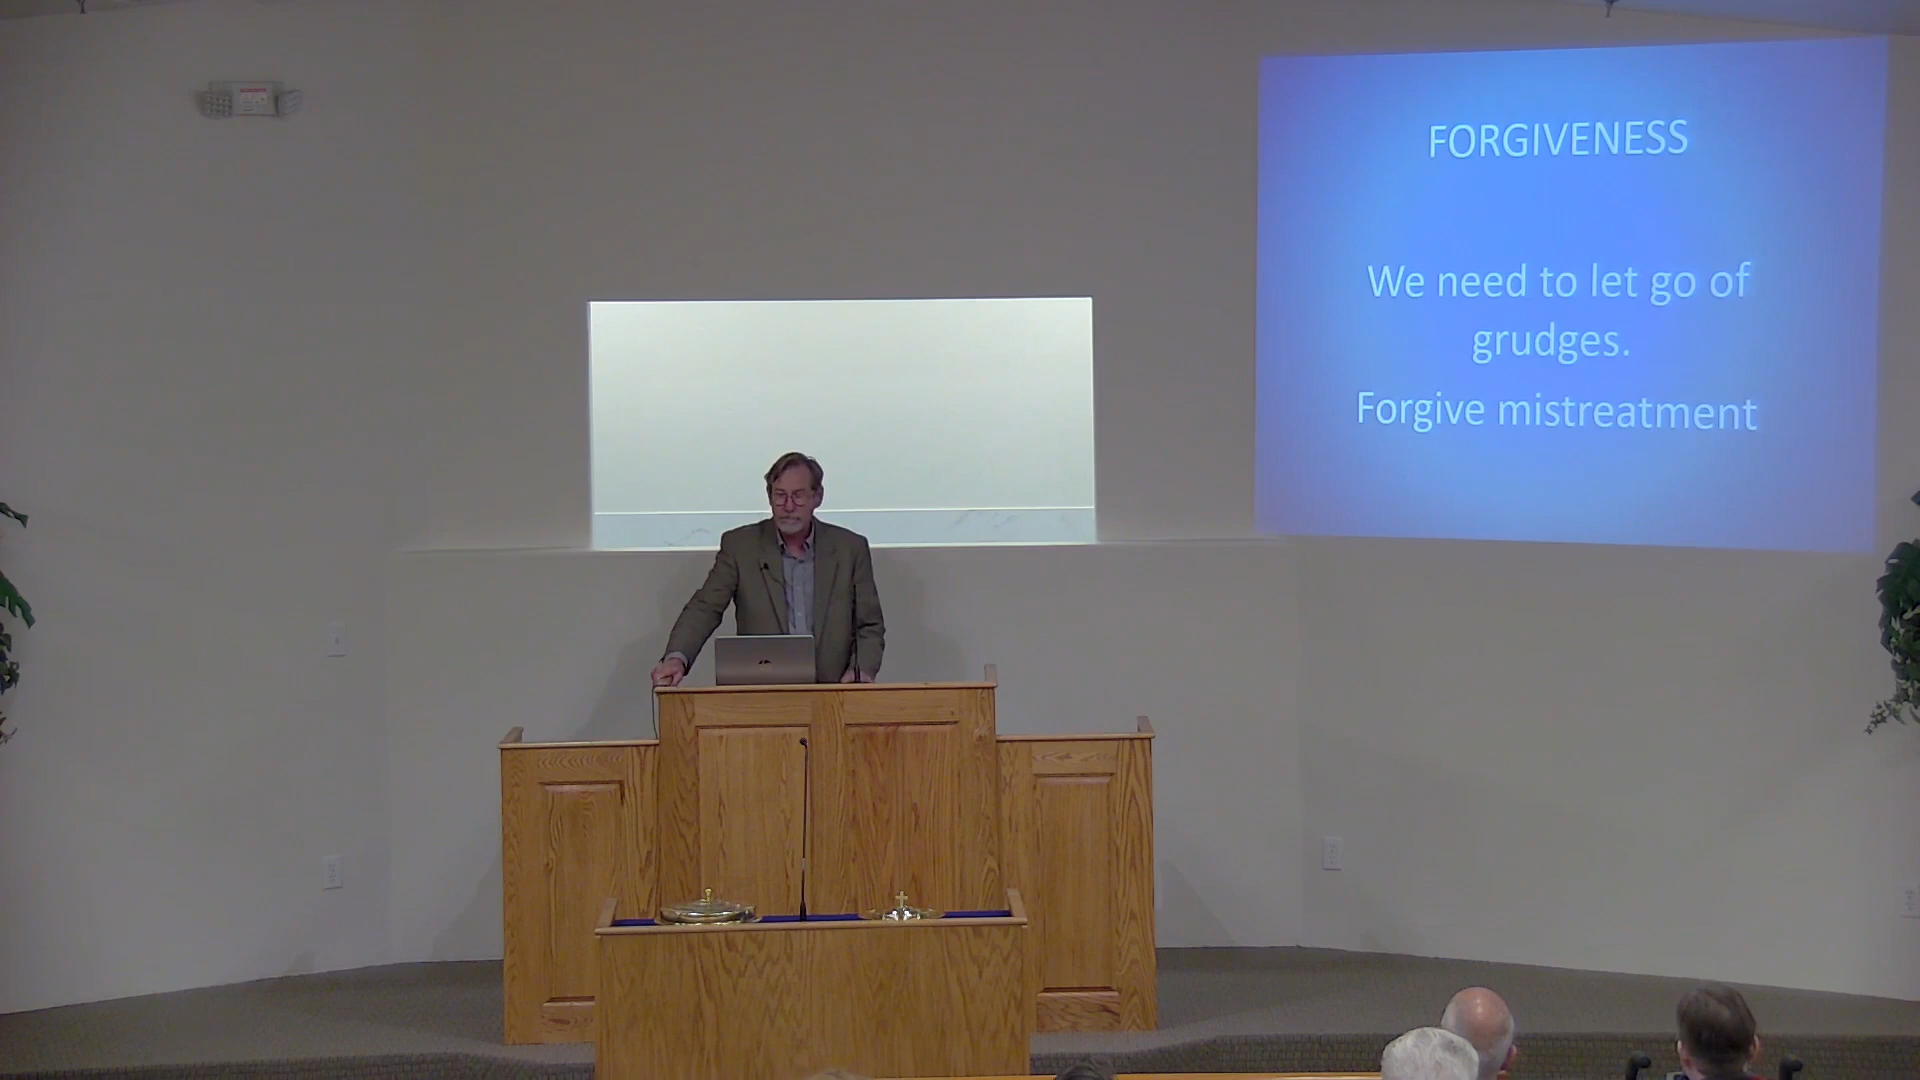 FORGIVENESS
We need to let go of
grudges.
Forgive mistreatment